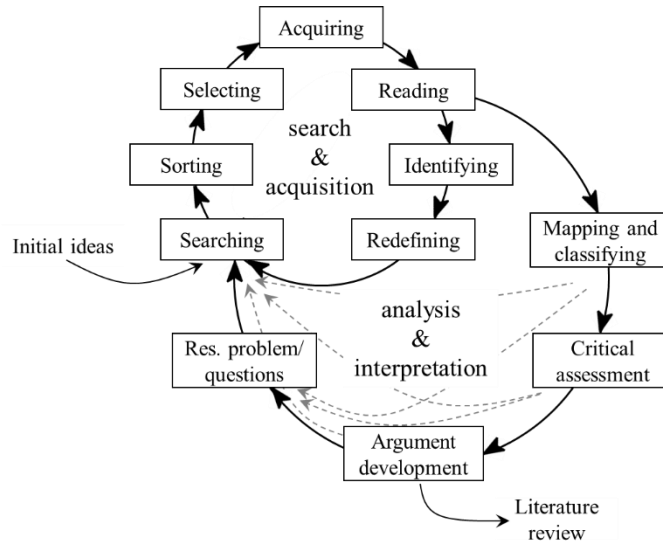 Acquiring
Selecting
Reading
search
&
acquisition
Sorting
Identifying
Initial ideas
Searching
Redefining
Mapping and
classifying
analysis
&
interpretation
Res. problem/
questions
Critical
assessment
Argument
development
Literature
review